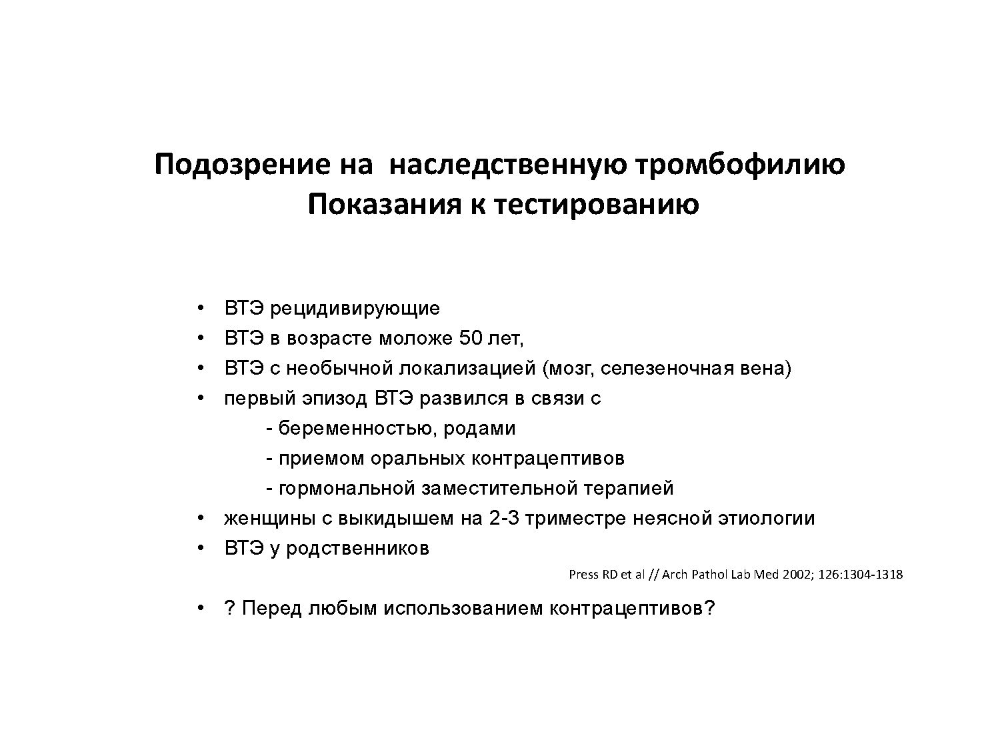 Подозрение на наследственную тромбофилию
Показания к тестированию
• ВТЭ рецидивирующие
• ВТЭ в возрасте моложе 50 лет,
• ВТЭ с необычной локализацией (мозг, селезеночная вена)
• первый эпизод ВТЭ развился в связи с
- беременностью, родами
- приемом оральных контрацептивов
- гормональной заместительной терапией
• женщины с выкидышем на 2-3 триместре неясной этиологии
• ВТЭ у родственников
Press RD et al // Arch Pathol Lab Med 2002; 126:1304-1318
• ? Перед любым использованием контрацептивов?